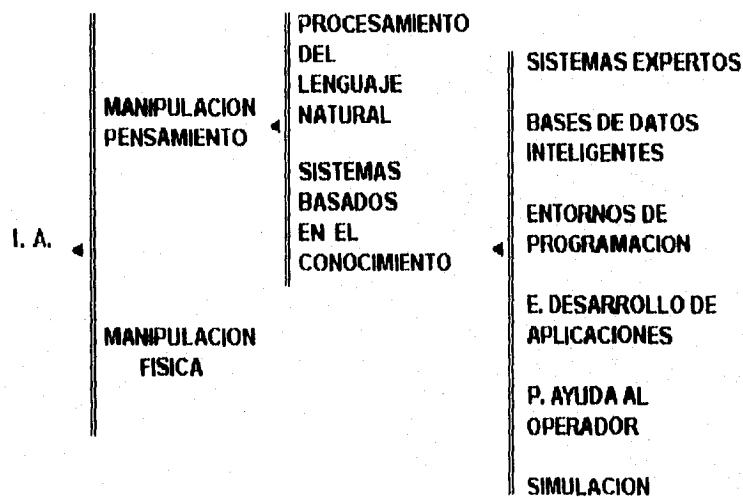 I. A.
MANIPULACION
PENSAMIENTO
MANIPULACION
FISICA
PROCESAMIENTO
DEL
LENGUAJE
NATURAL
SISTEMAS
BASADOS
EN EL
CONOCIMIENTO
SISTEMAS EXPERTOS
BASES DE DATOS
INTELIGENTES
ENTORNOS DE
PROGRAMACION
E. DESARROLLO DE
APLICACIONES
P. AYUDA AL
OPERADOR
SIMULACION